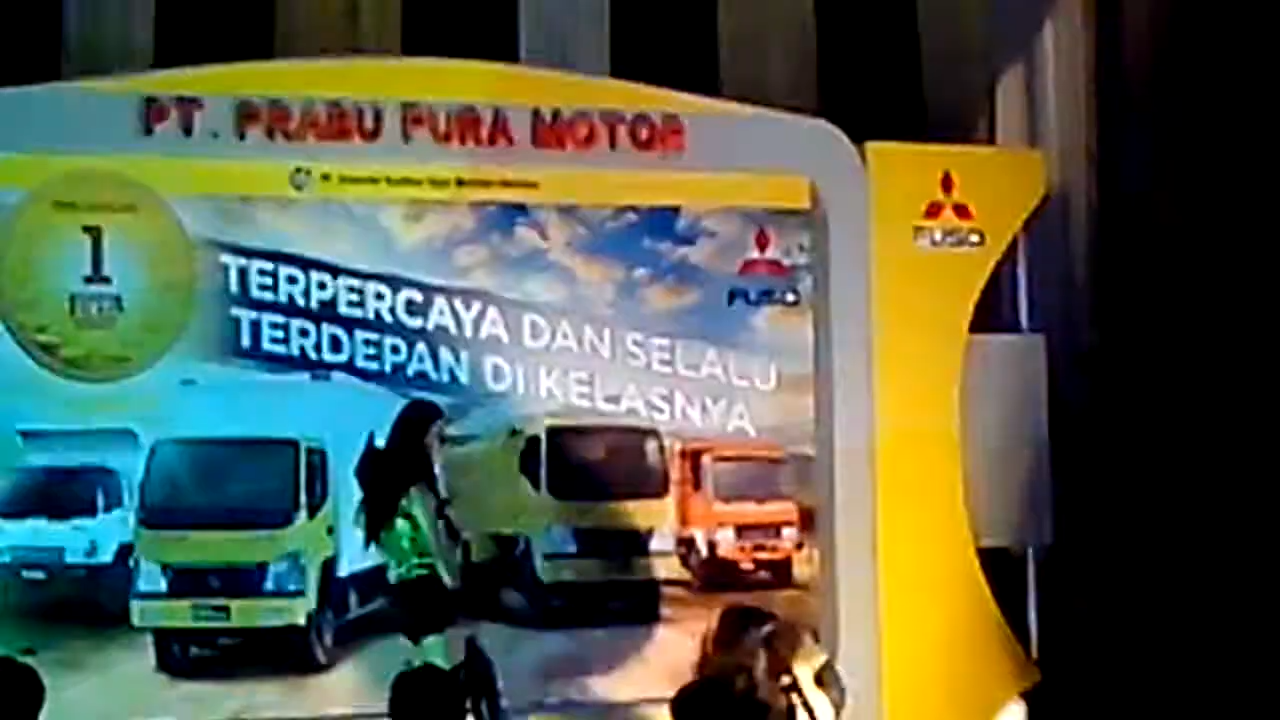 PT. PRABU PURA MOTOR
1
TERPERCAYA DAN SELALU
TERDEPAN DI KELASNYA
FUSO
FUSO